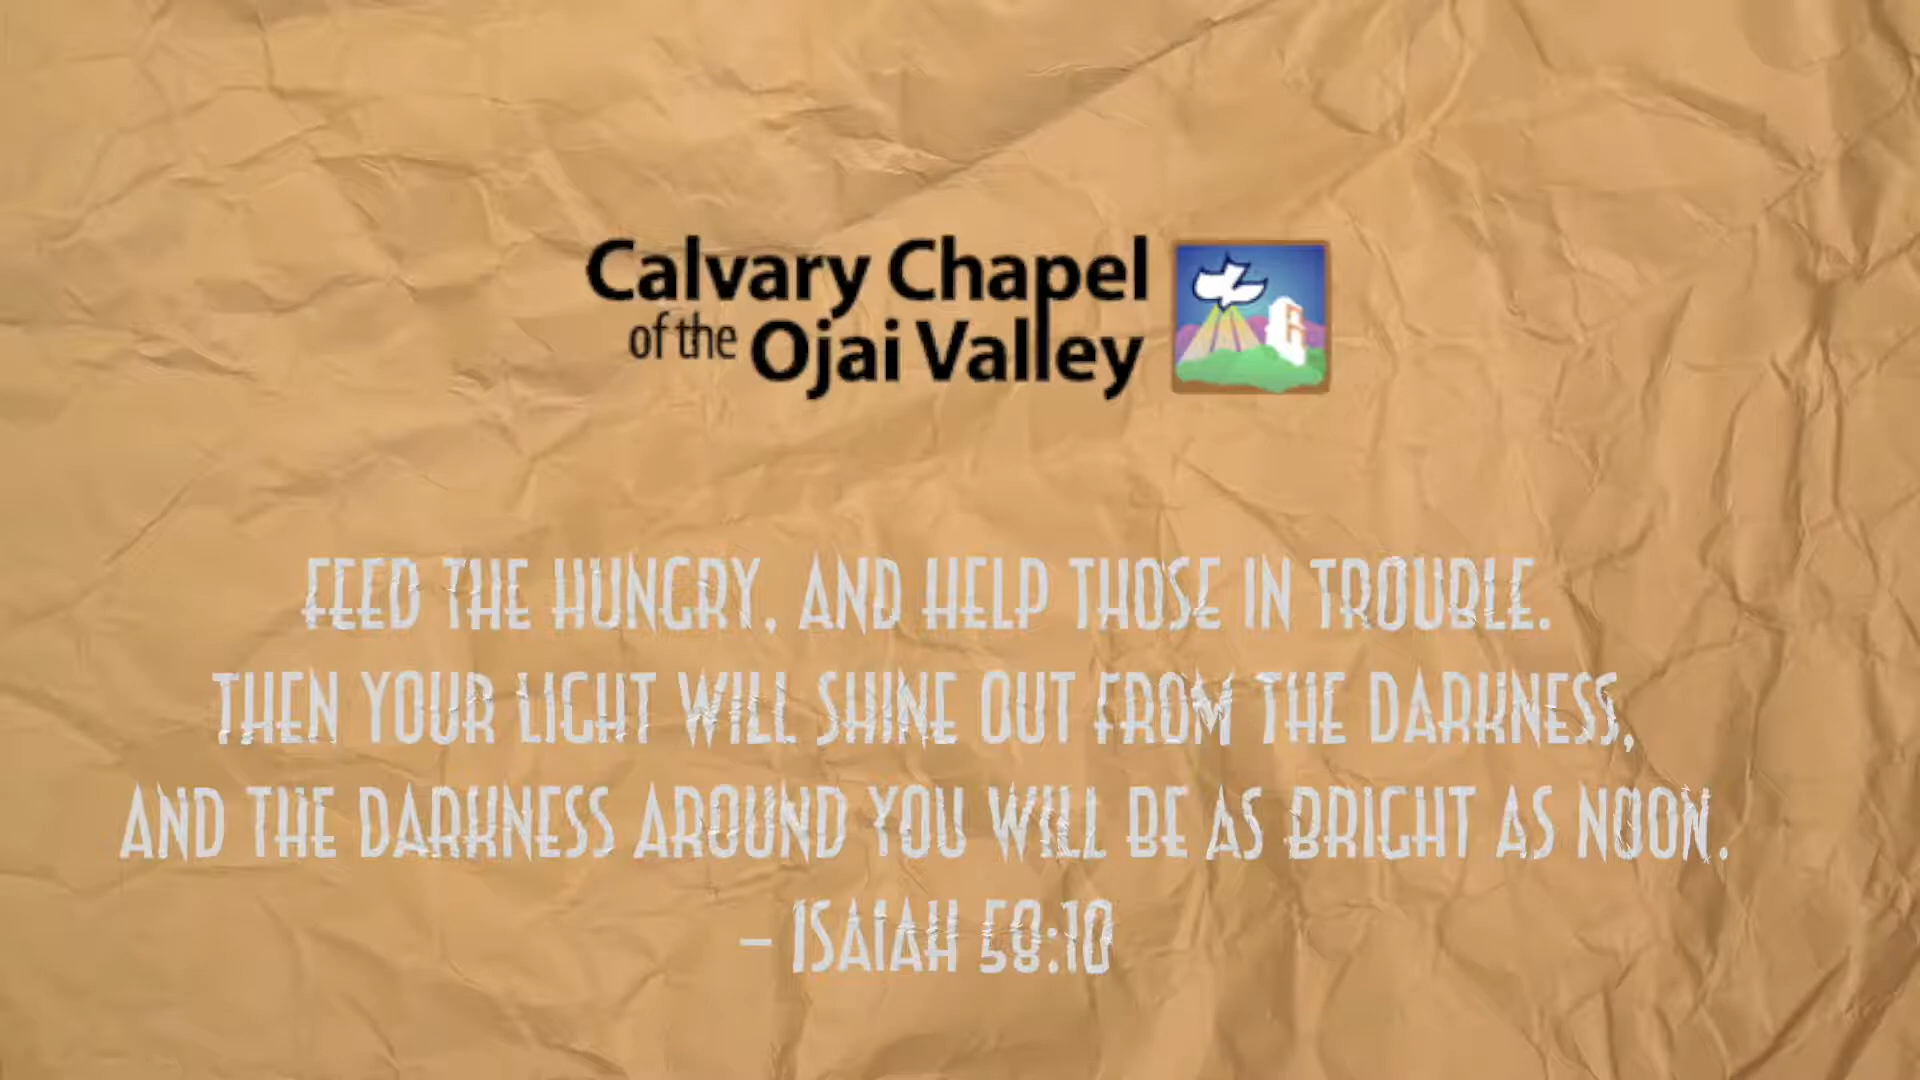 Calvary Chapel
of the Ojai Valley
FEED THE HUNGRY, AND HELP THOSE IN TROUBLE.
THEN YOUR LIGHT WILL SHINE OUT FROM THE DARKNESS,
AND THE DARKNESS AROUND YOU WILL BE AS BRIGHT AS NOON.
– ISAIAH 58:10